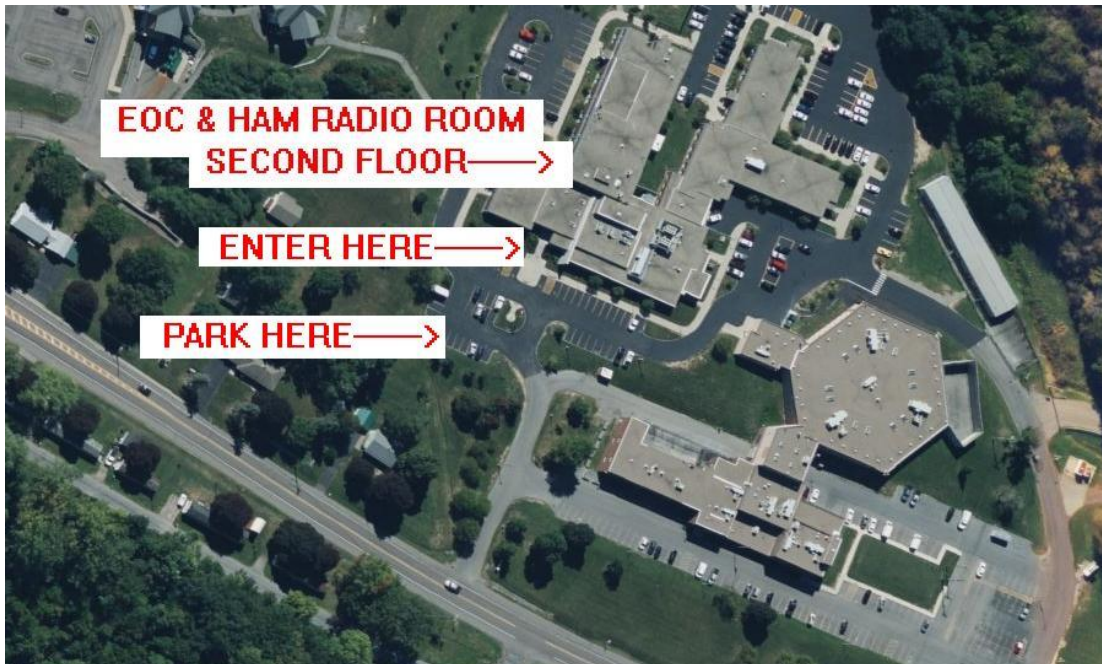 EOC & HAM RADIO ROOM
SECOND FLOOR
ENTER HERE
PARK HERE